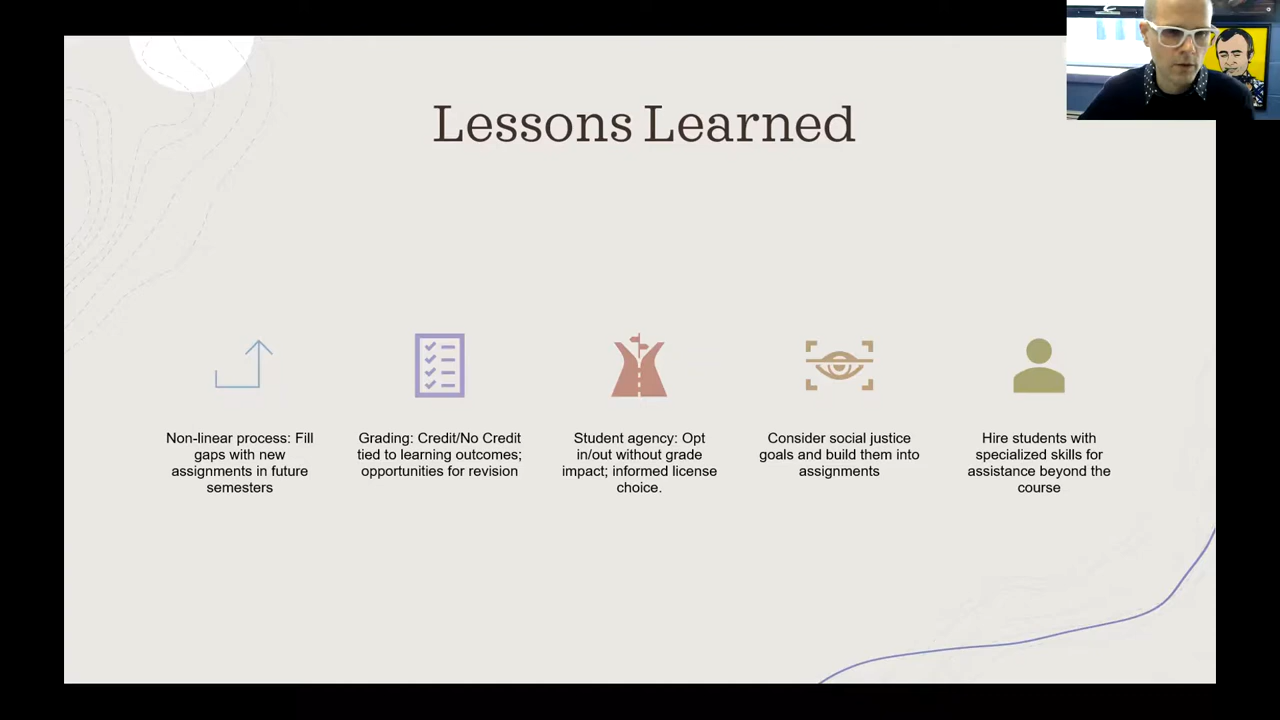 Lessons Learned
Non-linear process: Fill
gaps with new
assignments in future
semesters
Grading: Credit/No Credit
tied to learning outcomes;
opportunities for revision
Student agency: Opt
in/out without grade
impact; informed license
choice.
Consider social justice
goals and build them into
assignments
Hire students with
specialized skills for
assistance beyond the
course